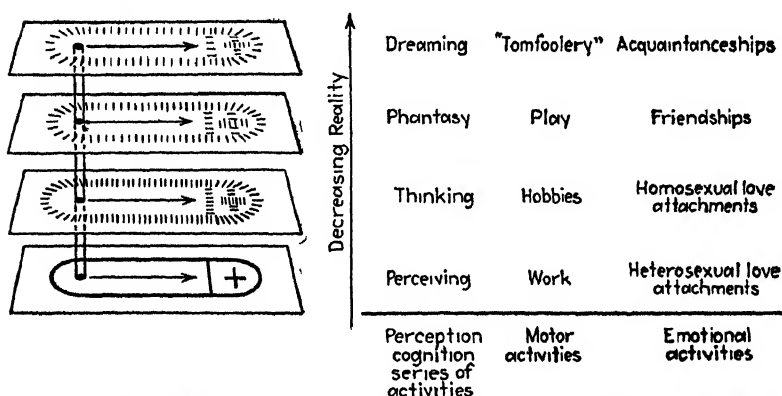 Decreasing Reality
Dreaming "Tomfoolery" Acquaintanceships
Phantasy Play Friendships
Thinking Hobbies Homosexual love
attachments
Perceiving Work Heterosexual love
attachments
Perception Motor Emotional
cognition activities activities
series of
activities